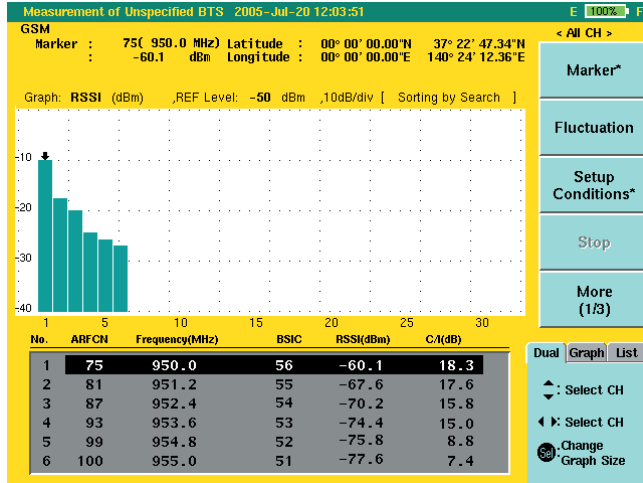 Measurement of Unspecified BTS 2005-Jul-20 12:03:51 E 100% F
GSM
Marker : 75( 950.0 MHz) Latitude : 00° 00' 00.00"N 37° 22' 47.34"N
: -60.1 dBm Longitude : 00° 00' 00.00"E 140° 24' 12.36"E
Graph: RSSI (dBm) ,REF Level: -50 dBm ,10dB/div [ Sorting by Search ]
-10
-20
-30
-40
1 5 10 15 20 25 30
No. ARFCN Frequency(MHz) BSIC RSSI(dBm) C/I(dB)
1 75 950.0 56 -60.1 18.3
2 81 951.2 55 -67.6 17.6
3 87 952.4 54 -70.2 15.8
4 93 953.6 53 -74.4 15.0
5 99 954.8 52 -75.8 8.8
6 100 955.0 51 -77.6 7.4
< All CH >
Marker*
Fluctuation
Setup
Conditions*
Stop
More
(1/3)
Dual Graph List
: Select CH
: Select CH
Sel :Change
Graph Size